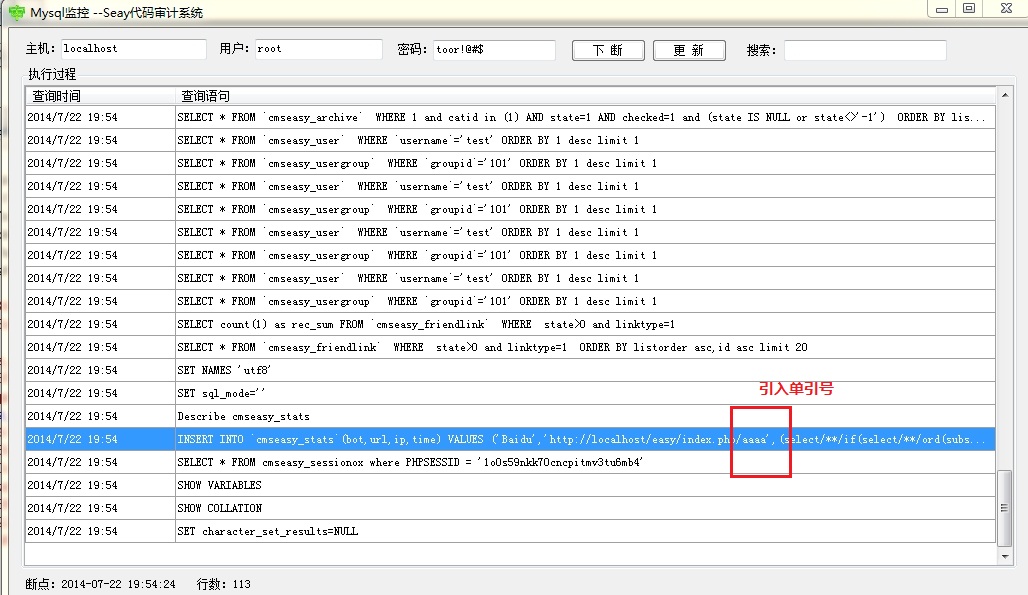 Mysql监控 --Seay代码审计系统
主机: localhost 用户: root 密码: toor!@#$ 下 断 更 新 搜索:
执行过程
查询时间 查询语句
2014/7/22 19:54 SELECT * FROM `cmseasy_archive` WHERE 1 and catid in (1) AND state=1 AND checked=1 and (state IS NULL or state<>'-1') ORDER BY lis...
2014/7/22 19:54 SELECT * FROM `cmseasy_user` WHERE `username`='test' ORDER BY 1 desc limit 1
2014/7/22 19:54 SELECT * FROM `cmseasy_usergroup` WHERE `groupid`='101' ORDER BY 1 desc limit 1
2014/7/22 19:54 SELECT * FROM `cmseasy_user` WHERE `username`='test' ORDER BY 1 desc limit 1
2014/7/22 19:54 SELECT * FROM `cmseasy_usergroup` WHERE `groupid`='101' ORDER BY 1 desc limit 1
2014/7/22 19:54 SELECT * FROM `cmseasy_user` WHERE `username`='test' ORDER BY 1 desc limit 1
2014/7/22 19:54 SELECT * FROM `cmseasy_usergroup` WHERE `groupid`='101' ORDER BY 1 desc limit 1
2014/7/22 19:54 SELECT * FROM `cmseasy_user` WHERE `username`='test' ORDER BY 1 desc limit 1
2014/7/22 19:54 SELECT * FROM `cmseasy_usergroup` WHERE `groupid`='101' ORDER BY 1 desc limit 1
2014/7/22 19:54 SELECT count(1) as rec_sum FROM `cmseasy_friendlink` WHERE state>0 and linktype=1
2014/7/22 19:54 SELECT * FROM `cmseasy_friendlink` WHERE state>0 and linktype=1 ORDER BY listorder asc,id asc limit 20
2014/7/22 19:54 SET NAMES 'utf8'
2014/7/22 19:54 SET sql_mode=''
引入单引号
2014/7/22 19:54 Describe cmseasy_stats
2014/7/22 19:54 INSERT INTO `cmseasy_stats`(bot,url,ip,time) VALUES ('Baidu','http://localhost/easy/index.php/aaaa',(select/**/if(select/**/ord(subs...
2014/7/22 19:54 SELECT * FROM cmseasy_sessionox where PHPSESSID = '1o0s59nkk70cncpitmv3tu6mb4'
2014/7/22 19:54 SHOW VARIABLES
2014/7/22 19:54 SHOW COLLATION
2014/7/22 19:54 SET character_set_results=NULL
断点: 2014-07-22 19:54:24 行数: 113